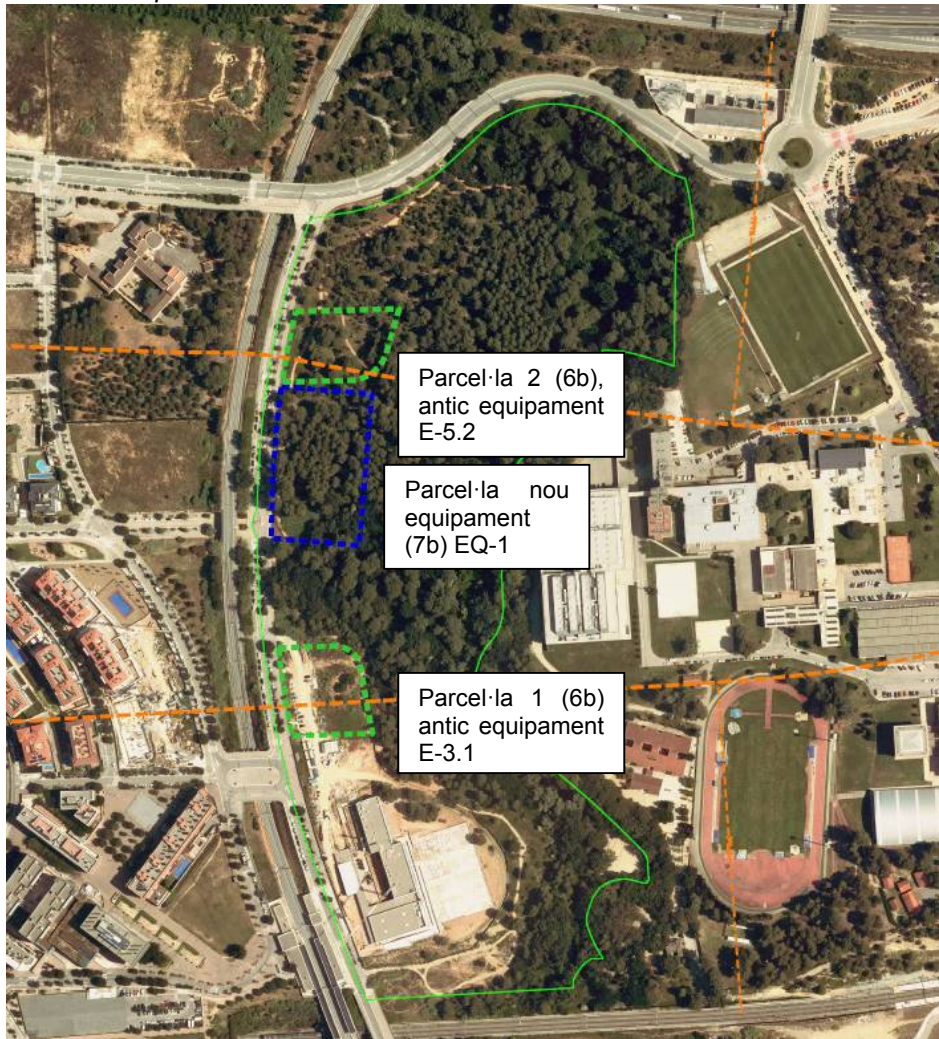 Parcel·la 2 (6b),
antic equipament
E-5.2
Parcel·la nou
equipament
(7b) EQ-1
Parcel·la 1 (6b)
antic equipament
E-3.1